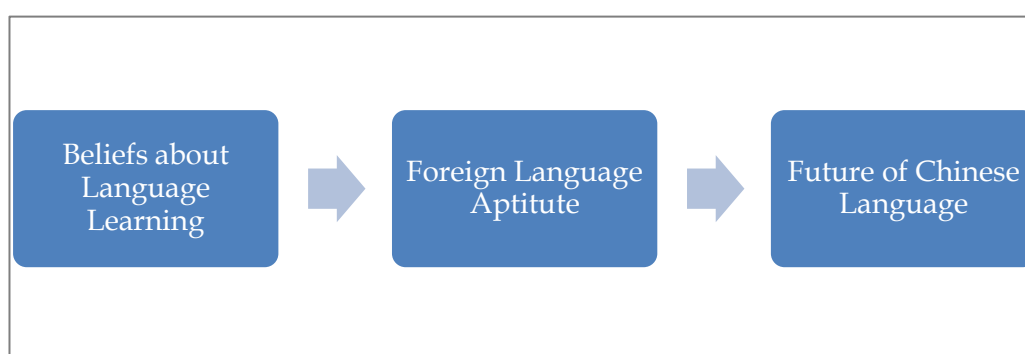 Beliefs about
Language
Learning
Foreign Language
Aptitute
Future of Chinese
Language